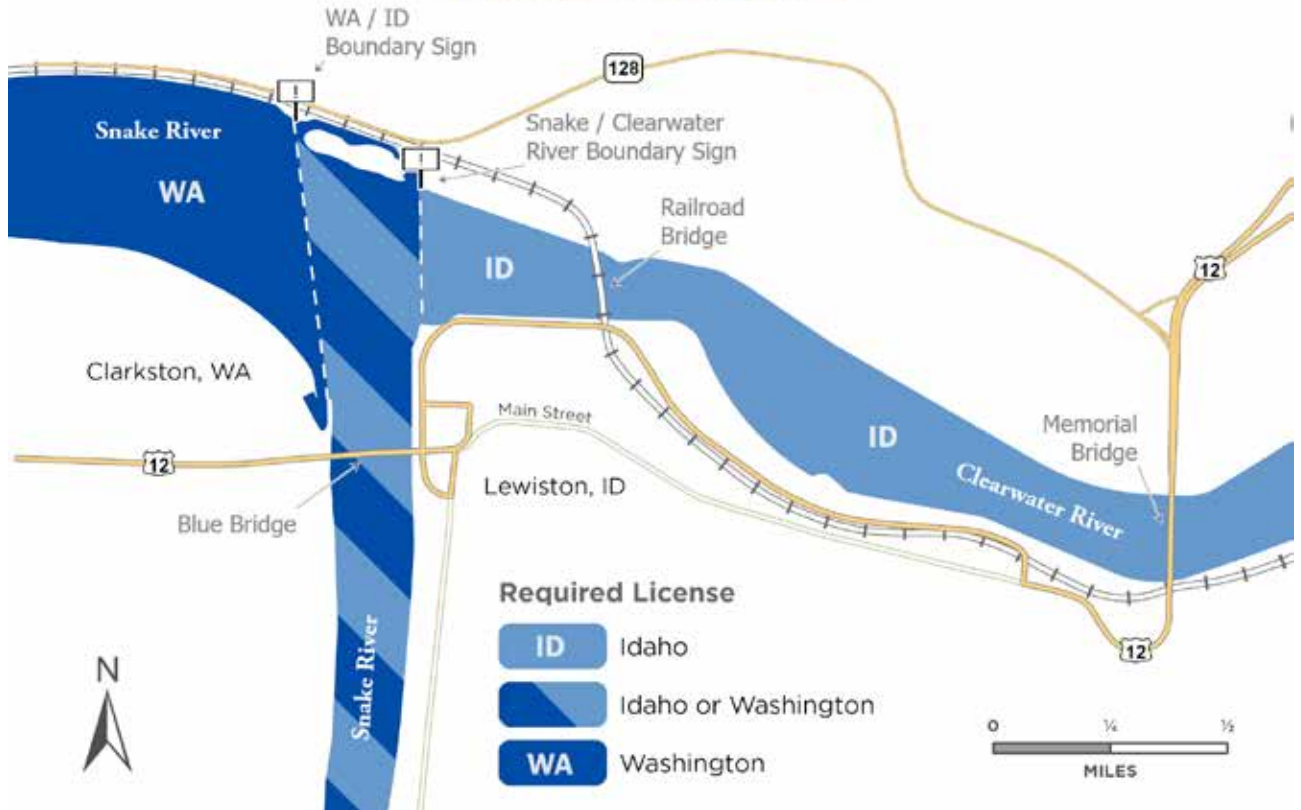 WA / ID
Boundary Sign
128
Snake River
Snake / Clearwater
River Boundary Sign
WA
!
!
Railroad
Bridge
ID
12
Clarkston, WA
Main Street
ID
Memorial
Bridge
12
Lewiston, ID
Clearwater River
Blue Bridge
Snake River
Required License
ID Idaho
Idaho or Washington
WA Washington
12
N
0 ¼ ½
MILES